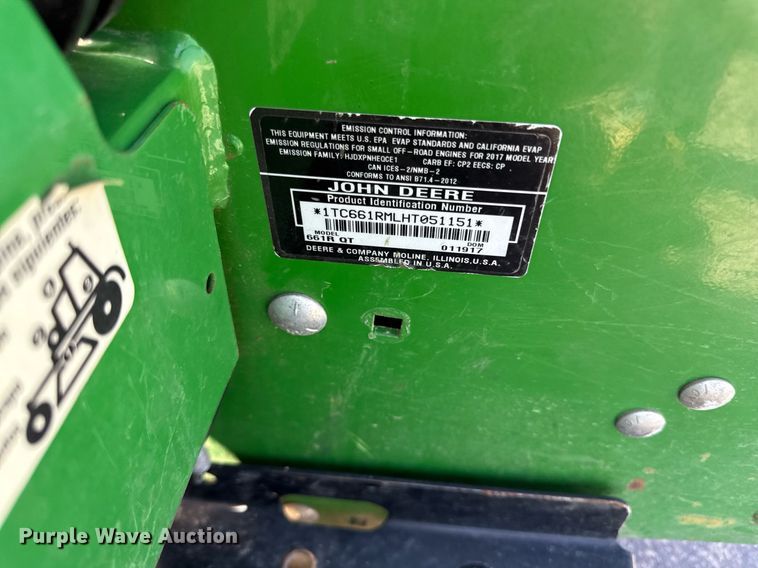 EMISSION CONTROL INFORMATION:
THIS EQUIPMENT MEETS U.S. EPA EVAP STANDARDS AND CALIFORNIA EVAP
EMISSION REGULATIONS FOR SMALL OFF-ROAD ENGINES FOR 2017 MODEL YEAR
EMISSION FAMILY: HJDXPNHEQCE1 CARB EF: CP2 EECS: CP
CAN ICES-2/NMB-2
CONFORMS TO ANSI B71.4-2012
JOHN DEERE
Product Identification Number
*1TC661RMLHT051151*
MODEL DOM
661R QT 011917
DEERE & COMPANY MOLINE, ILLINOIS, U.S.A.
ASSEMBLED IN U.S.A.
Purple Wave Auction